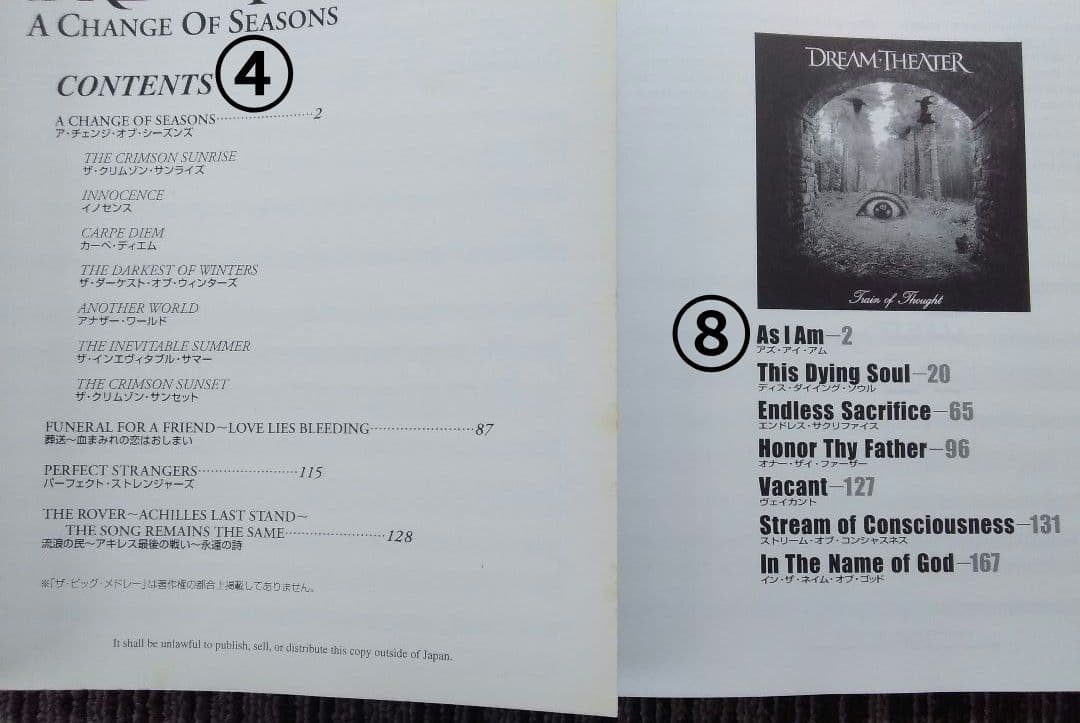 A CHANGE OF SEASONS
CONTENTS ④
A CHANGE OF SEASONS 2
ア・チェンジ・オブ・シーズンズ
THE CRIMSON SUNRISE
ザ・クリムゾン・サンライズ
INNOCENCE
イノセンス
CARPE DIEM
カーペ・ディエム
THE DARKEST OF WINTERS
ザ・ダーケスト・オブ・ウィンターズ
ANOTHER WORLD
アナザー・ワールド
THE INEVITABLE SUMMER
ザ・インエヴィタブル・サマー
THE CRIMSON SUNSET
ザ・クリムゾン・サンセット
FUNERAL FOR A FRIEND~LOVE LIES BLEEDING 87
葬送~血まみれの恋はおしまい
PERFECT STRANGERS 115
パーフェクト・ストレンジャーズ
THE ROVER~ACHILLES LAST STAND~
THE SONG REMAINS THE SAME 128
流浪の民~アキレス最後の戦い~永遠の詩
※「ザ・ビッグ・メドレー」は著作権の都合上掲載してありません。
It shall be unlawful to publish, sell, or distribute this copy outside of Japan.
DREAM THEATER
Train of Thought
⑧ As I Am—2
アズ・アイ・アム
This Dying Soul—20
ディス・ダイイング・ソウル
Endless Sacrifice—65
エンドレス・サクリファイス
Honor Thy Father—96
オナー・ザイ・ファーザー
Vacant—127
ヴェイカント
Stream of Consciousness—131
ストリーム・オブ・コンシャスネス
In The Name of God—167
イン・ザ・ネイム・オブ・ゴッド